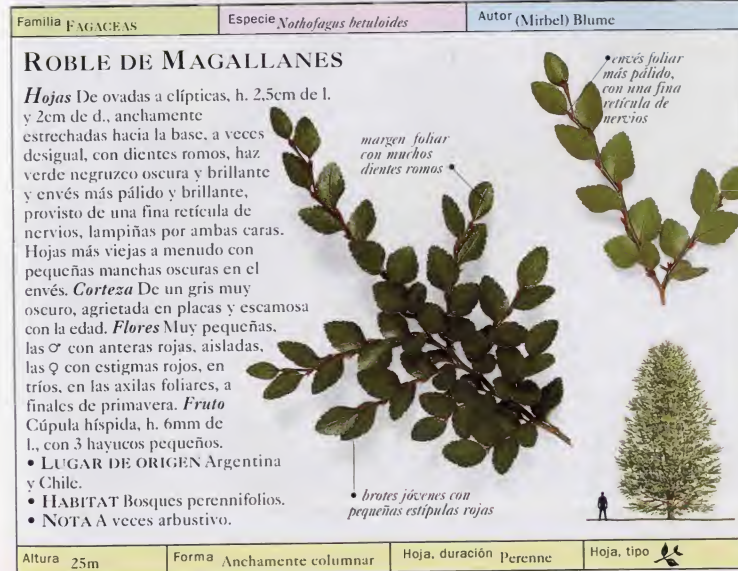 Familia FAGACEAS
Especie Nothofagus betuloides
Autor (Mirbel) Blume
ROBLE DE MAGALLANES
Hojas De ovadas a elípticas, h. 2,5cm de l.
y 2cm de d., anchamente
estrechadas hacia la base, a veces
desigual, con dientes romos, haz
verde negruzco oscura y brillante
y envés más pálido y brillante,
provisto de una fina retícula de
nervios, lampiñas por ambas caras.
Hojas más viejas a menudo con
pequeñas manchas oscuras en el
envés. Corteza De un gris muy
oscuro, agrietada en placas y escamosa
con la edad. Flores Muy pequeñas,
las ♂ con anteras rojas, aisladas,
las ♀ con estigmas rojos, en
tríos, en las axilas foliares, a
finales de primavera. Fruto
Cúpula híspida, h. 6mm de
l., con 3 hayucos pequeños.
• LUGAR DE ORIGEN Argentina
y Chile.
• HABITAT Bosques perennifolios.
• NOTA A veces arbustivo.
margen foliar
con muchos
dientes romos •
• envés foliar
más pálido,
con una fina
retícula de
nervios
• brotes jóvenes con
pequeñas estípulas rojas
Altura 25m
Forma Anchamente columnar
Hoja, duración Perenne
Hoja, tipo